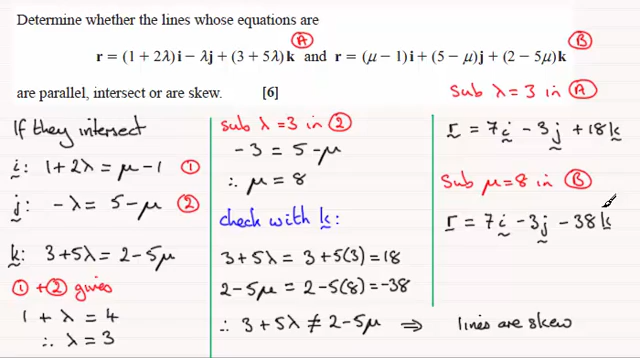 Determine whether the lines whose equations are
r = (1 + 2λ)i − λj + (3 + 5λ)k and r = (μ − 1)i + (5 − μ)j + (2 − 5μ)k
A
B
are parallel, intersect or are skew. [6]
If they intersect
i: 1 + 2λ = μ − 1 ①
j: −λ = 5 − μ ②
k: 3 + 5λ = 2 − 5μ
① + ② gives
1 + λ = 4
∴ λ = 3
Sub λ = 3 in ②
−3 = 5 − μ
∴ μ = 8
check with k:
3 + 5λ = 3 + 5(3) = 18
2 − 5μ = 2 − 5(8) = −38
∴ 3 + 5λ ≠ 2 − 5μ ⇒ lines are skew
Sub λ = 3 in Ⓐ
r = 7i − 3j + 18k
Sub μ = 8 in Ⓑ
r = 7i − 3j − 38k